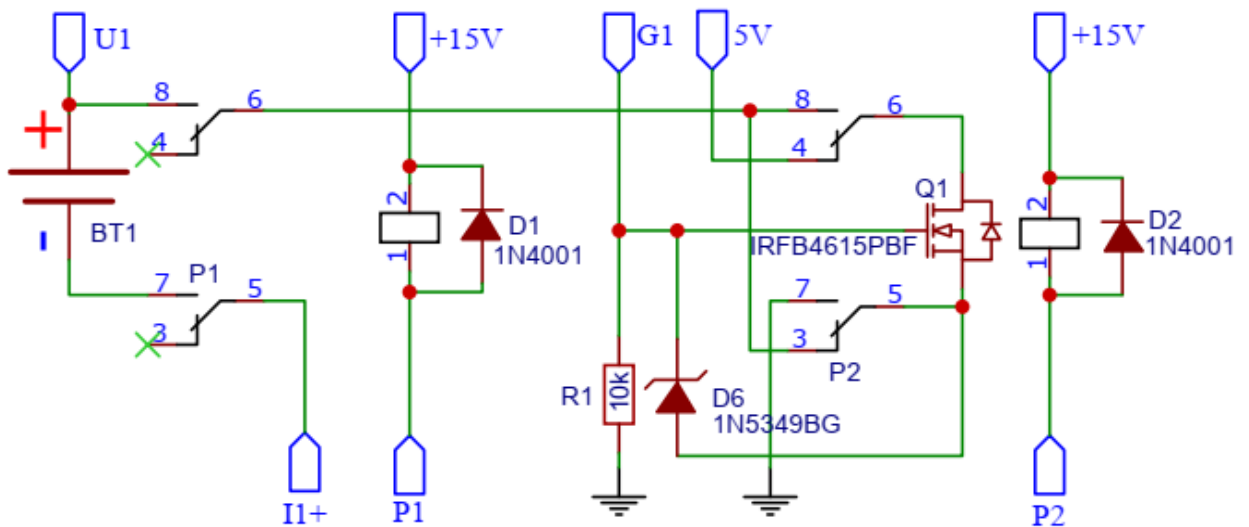 U1
+15V
G1
5V
+15V
8
6
8
6
4
4
+
2
Q1
2
D1
D2
BT1
1N4001
IRFB4615PBF
1N4001
-
1
1
P1
7
5
7
5
3
3
P2
R1
10k
D6
1N5349BG
I1+
P1
P2